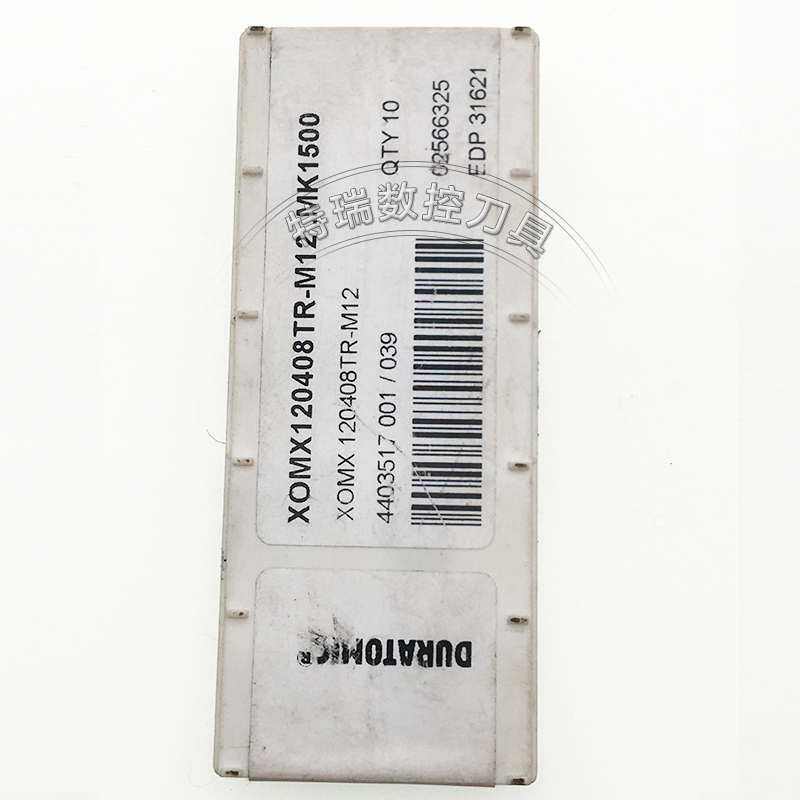 XOMX120408TR-M12,MK1500
XOMX 120408TR-M12
QTY 10
4403517 001 / 039
02566325
EDP 31621
DURATOMIC®
特瑞数控刀具